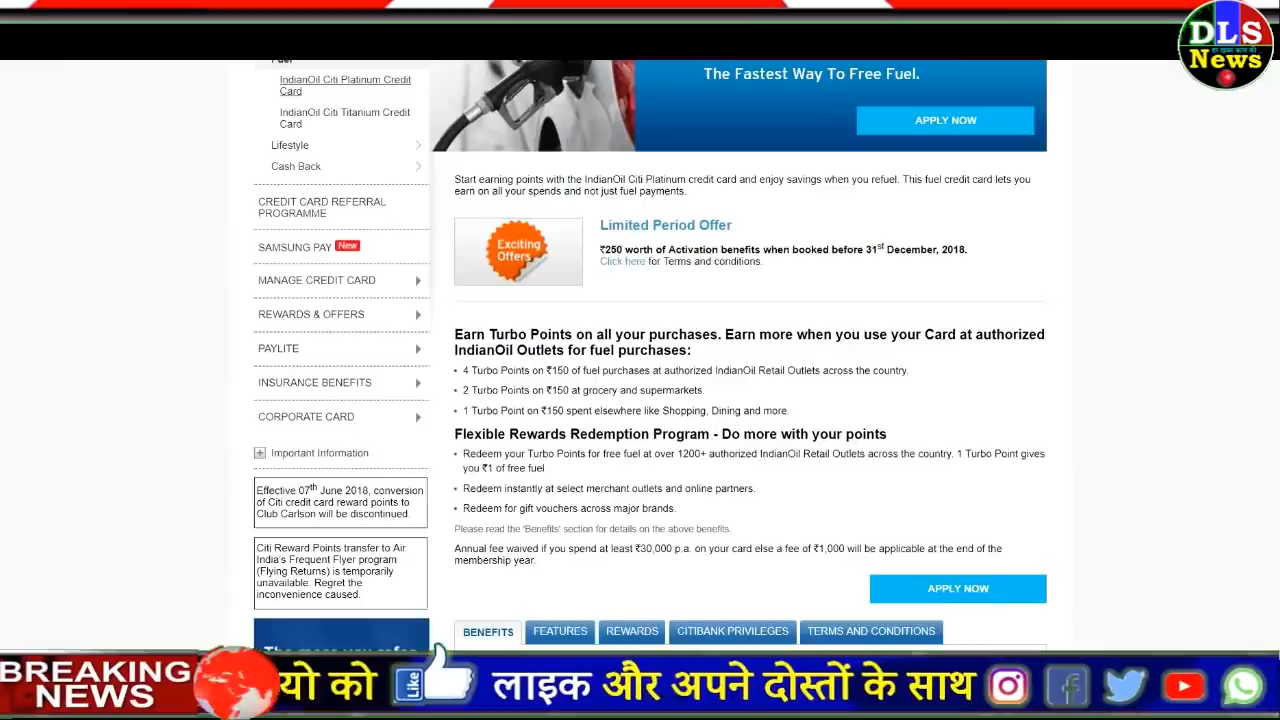 DLS
News
IndianOil Citi Platinum Credit
Card
IndianOil Citi Titanium Credit
Card
Lifestyle
Cash Back
CREDIT CARD REFERRAL
PROGRAMME
SAMSUNG PAY New
MANAGE CREDIT CARD
REWARDS & OFFERS
PAYLITE
INSURANCE BENEFITS
CORPORATE CARD
Important Information
Effective 07th June 2018, conversion
of Citi credit card reward points to
Club Carlson will be discontinued.
Citi Reward Points transfer to Air
India's Frequent Flyer program
(Flying Returns) is temporarily
unavailable. Regret the
inconvenience caused.
The Fastest Way To Free Fuel.
APPLY NOW
Start earning points with the IndianOil Citi Platinum credit card and enjoy savings when you refuel. This fuel credit card lets you
earn on all your spends and not just fuel payments.
Exciting
Offers
Limited Period Offer
₹250 worth of Activation benefits when booked before 31st December, 2018.
Click here for Terms and conditions.
Earn Turbo Points on all your purchases. Earn more when you use your Card at authorized
IndianOil Outlets for fuel purchases:
4 Turbo Points on ₹150 of fuel purchases at authorized IndianOil Retail Outlets across the country.
2 Turbo Points on ₹150 at grocery and supermarkets.
1 Turbo Point on ₹150 spent elsewhere like Shopping, Dining and more.
Flexible Rewards Redemption Program - Do more with your points
Redeem your Turbo Points for free fuel at over 1200+ authorized IndianOil Retail Outlets across the country. 1 Turbo Point gives
you ₹1 of free fuel.
Redeem instantly at select merchant outlets and online partners.
Redeem for gift vouchers across major brands.
Please read the 'Benefits' section for details on the above benefits.
Annual fee waived if you spend at least ₹30,000 p.a. on your card else a fee of ₹1,000 will be applicable at the end of the
membership year.
APPLY NOW
BENEFITS FEATURES REWARDS CITIBANK PRIVILEGES TERMS AND CONDITIONS
BREAKING
NEWS
यो को Like लाइक और अपने दोस्तों के साथ